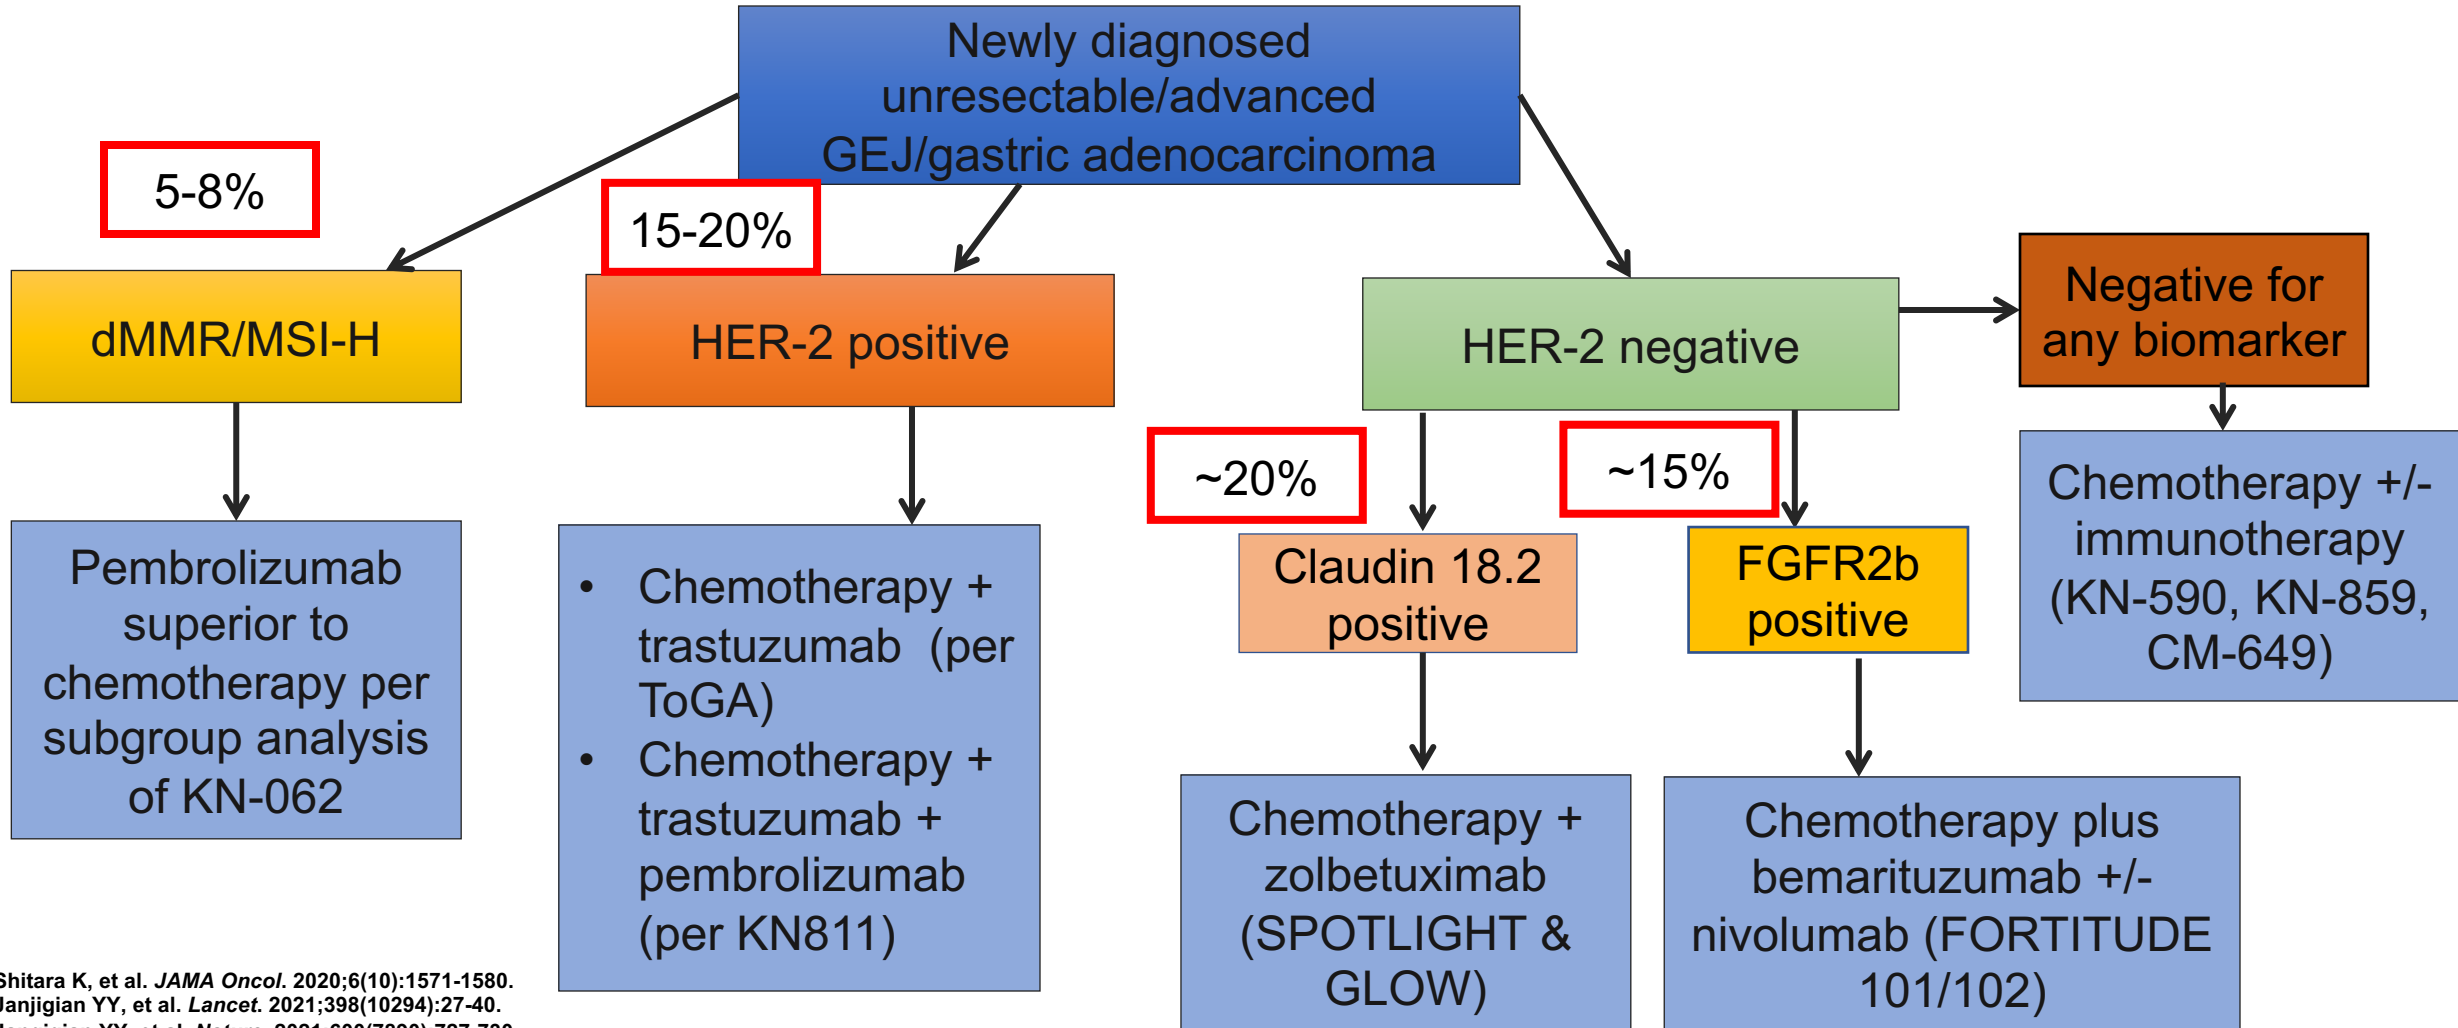 Newly diagnosed
unresectable/advanced
GEJ/gastric adenocarcinoma
5-8%
15-20%
dMMR/MSI-H
HER-2 positive
HER-2 negative
Negative for
any biomarker
~20%
~15%
Pembrolizumab
superior to
chemotherapy per
subgroup analysis
of KN-062
• Chemotherapy +
trastuzumab (per
ToGA)
• Chemotherapy +
trastuzumab +
pembrolizumab
(per KN811)
Claudin 18.2
positive
FGFR2b
positive
Chemotherapy +/-
immunotherapy
(KN-590, KN-859,
CM-649)
Chemotherapy +
zolbetuximab
(SPOTLIGHT &
GLOW)
Chemotherapy plus
bemarituzumab +/-
nivolumab (FORTITUDE
101/102)
Shitara K, et al. JAMA Oncol. 2020;6(10):1571-1580.
Janjigian YY, et al. Lancet. 2021;398(10294):27-40.